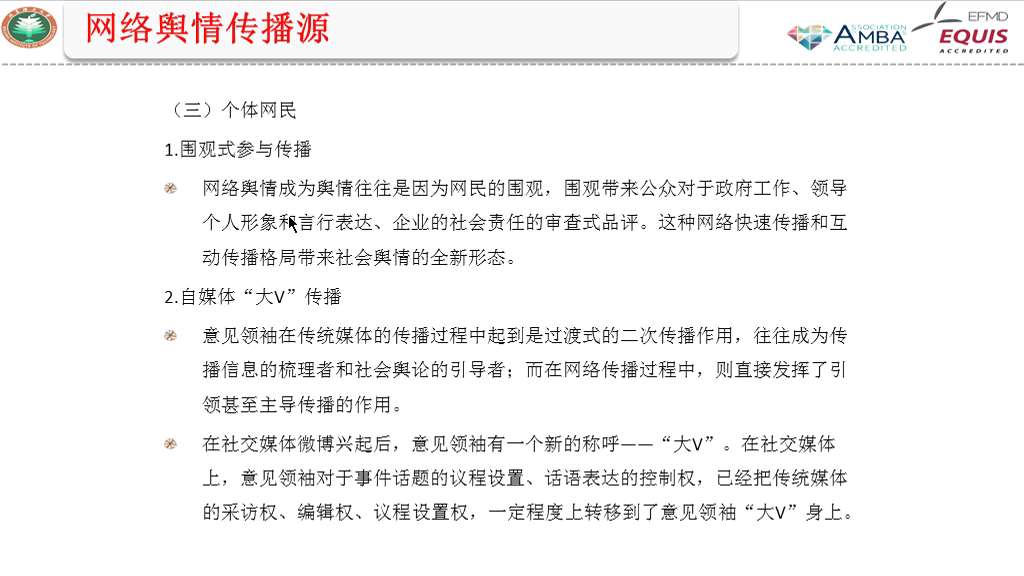 网络舆情传播源
ASSOCIATION
AMBA
ACCREDITED
EFMD
EQUIS
ACCREDITED
（三）个体网民
1.围观式参与传播
网络舆情成为舆情往往是因为网民的围观，围观带来公众对于政府工作、领导
个人形象和言行表达、企业的社会责任的审查式品评。这种网络快速传播和互
动传播格局带来社会舆情的全新形态。
2.自媒体“大V”传播
意见领袖在传统媒体的传播过程中起到是过渡式的二次传播作用，往往成为传
播信息的梳理者和社会舆论的引导者；而在网络传播过程中，则直接发挥了引
领甚至主导传播的作用。
在社交媒体微博兴起后，意见领袖有一个新的称呼——“大V”。在社交媒体
上，意见领袖对于事件话题的议程设置、话语表达的控制权，已经把传统媒体
的采访权、编辑权、议程设置权，一定程度上转移到了意见领袖“大V”身上。